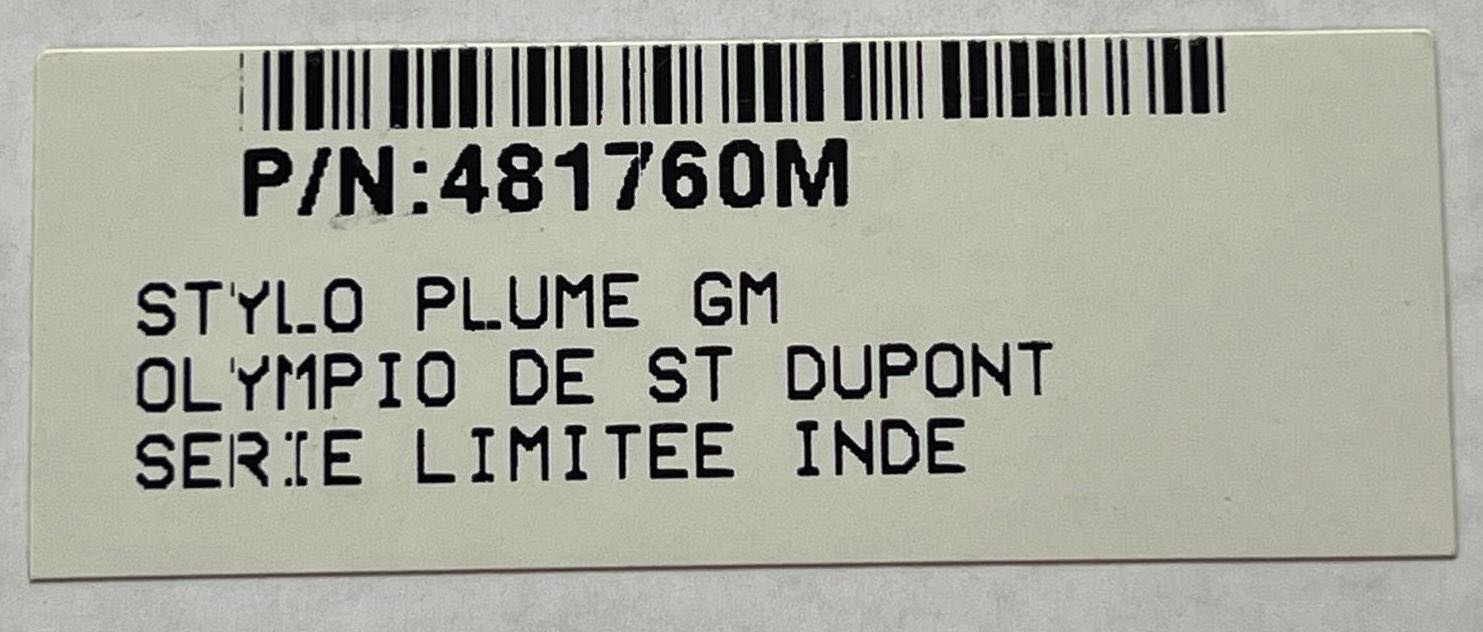 P/N:481760M
STYLO PLUME GM
OLYMPIO DE ST DUPONT
SERIE LIMITEE INDE